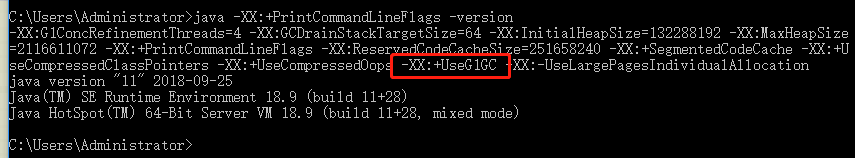 C:\Users\Administrator>java -XX:+PrintCommandLineFlags -version
-XX:G1ConcRefinementThreads=4 -XX:GCDrainStackTargetSize=64 -XX:InitialHeapSize=132288192 -XX:MaxHeapSize
=2116611072 -XX:+PrintCommandLineFlags -XX:ReservedCodeCacheSize=251658240 -XX:+SegmentedCodeCache -XX:+U
seCompressedClassPointers -XX:+UseCompressedOops -XX:+UseG1GC -XX:-UseLargePagesIndividualAllocation
java version "11" 2018-09-25
Java(TM) SE Runtime Environment 18.9 (build 11+28)
Java HotSpot(TM) 64-Bit Server VM 18.9 (build 11+28, mixed mode)
C:\Users\Administrator>